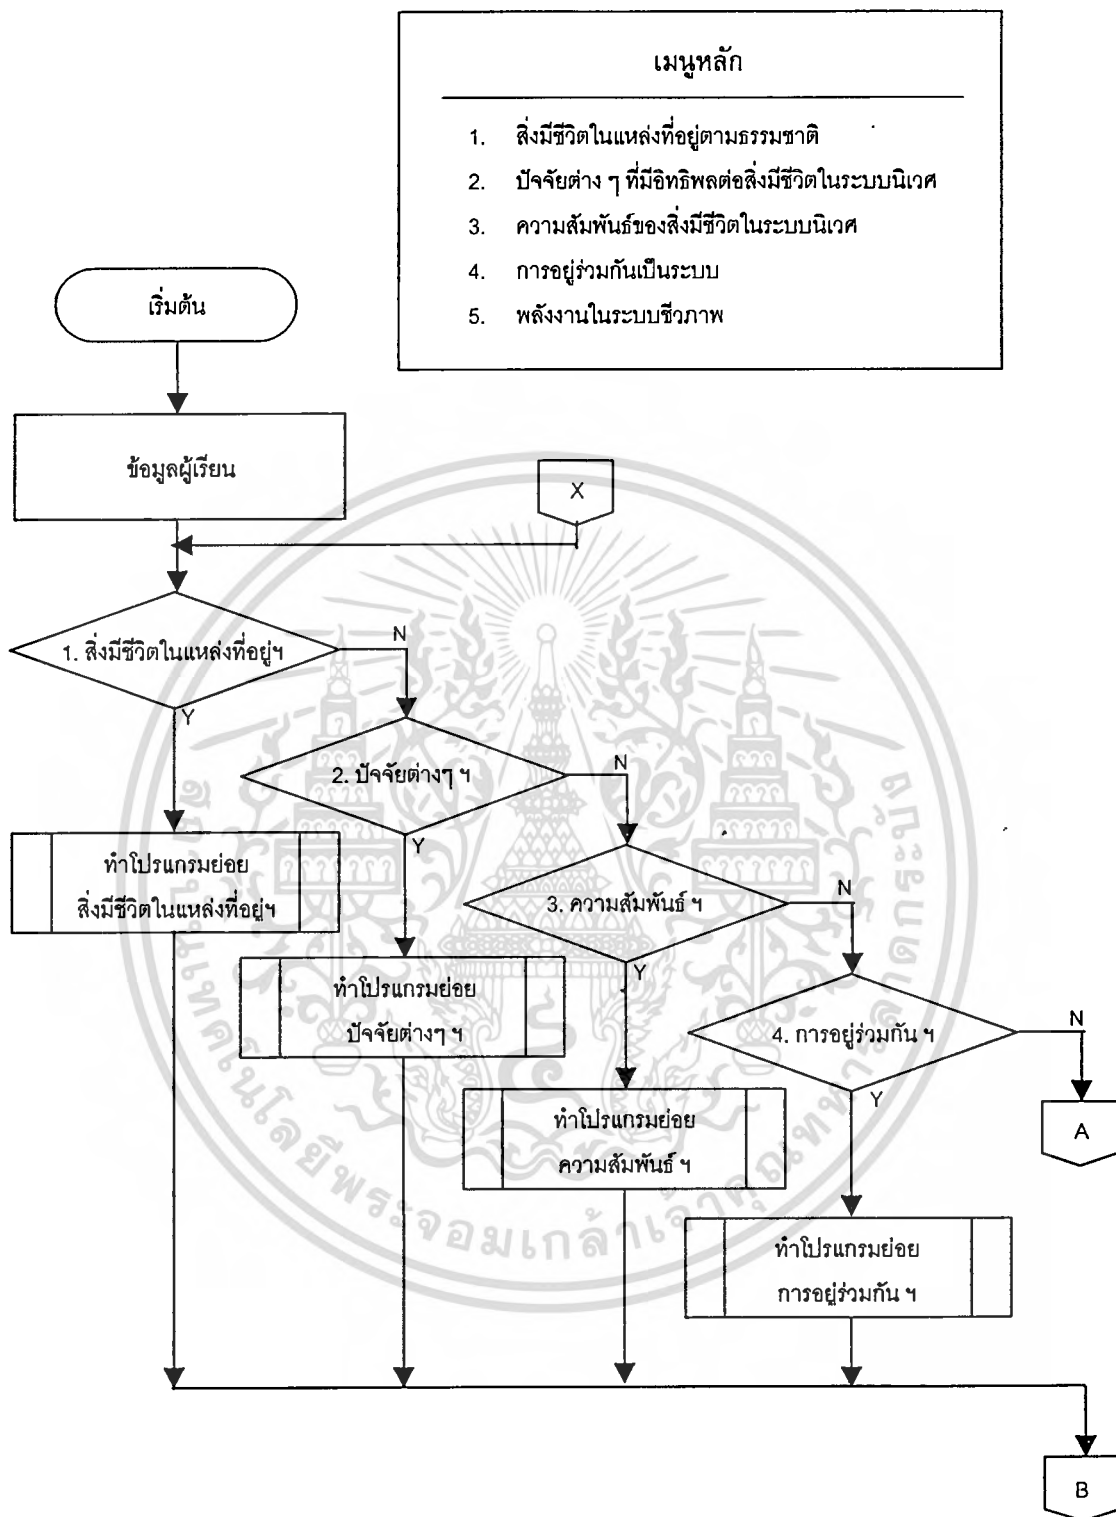 เมนูหลัก
1. สิ่งมีชีวิตในแหล่งที่อยู่ตามธรรมชาติ
2. ปัจจัยต่าง ๆ ที่มีอิทธิพลต่อสิ่งมีชีวิตในระบบนิเวศ
3. ความสัมพันธ์ของสิ่งมีชีวิตในระบบนิเวศ
4. การอยู่ร่วมกันเป็นระบบ
5. พลังงานในระบบชีวภาพ
เริ่มต้น
ข้อมูลผู้เรียน
X
1. สิ่งมีชีวิตในแหล่งที่อยู่ฯ
N
Y
2. ปัจจัยต่างๆ ฯ
N
Y
ทำโปรแกรมย่อย
สิ่งมีชีวิตในแหล่งที่อยู่ฯ
3. ความสัมพันธ์ ฯ
N
Y
ทำโปรแกรมย่อย
ปัจจัยต่างๆ ฯ
4. การอยู่ร่วมกัน ฯ
N
Y
A
ทำโปรแกรมย่อย
ความสัมพันธ์ ฯ
ทำโปรแกรมย่อย
การอยู่ร่วมกัน ฯ
B